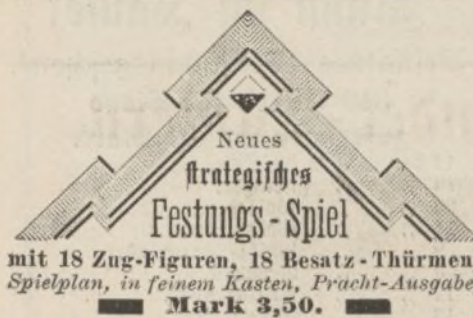 Neues
strategisches
Festungs-Spiel
mit 18 Zug-Figuren, 18 Besatz-Thürmen
Spielplan, in feinem Kasten, Pracht-Ausgabe
Mark 3,50.